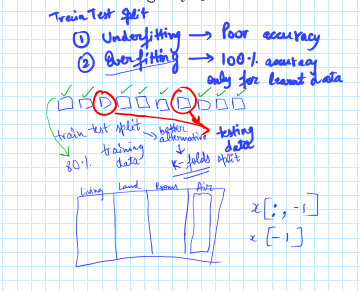 Train Test Split
① Underfitting → Poor accuracy
② Overfitting → 100% accuracy
only for learnt data
train-test split → better alternative
testing data
80% training data
K-folds split
Living Land Rooms Air
x[:, -1]
x[-1]